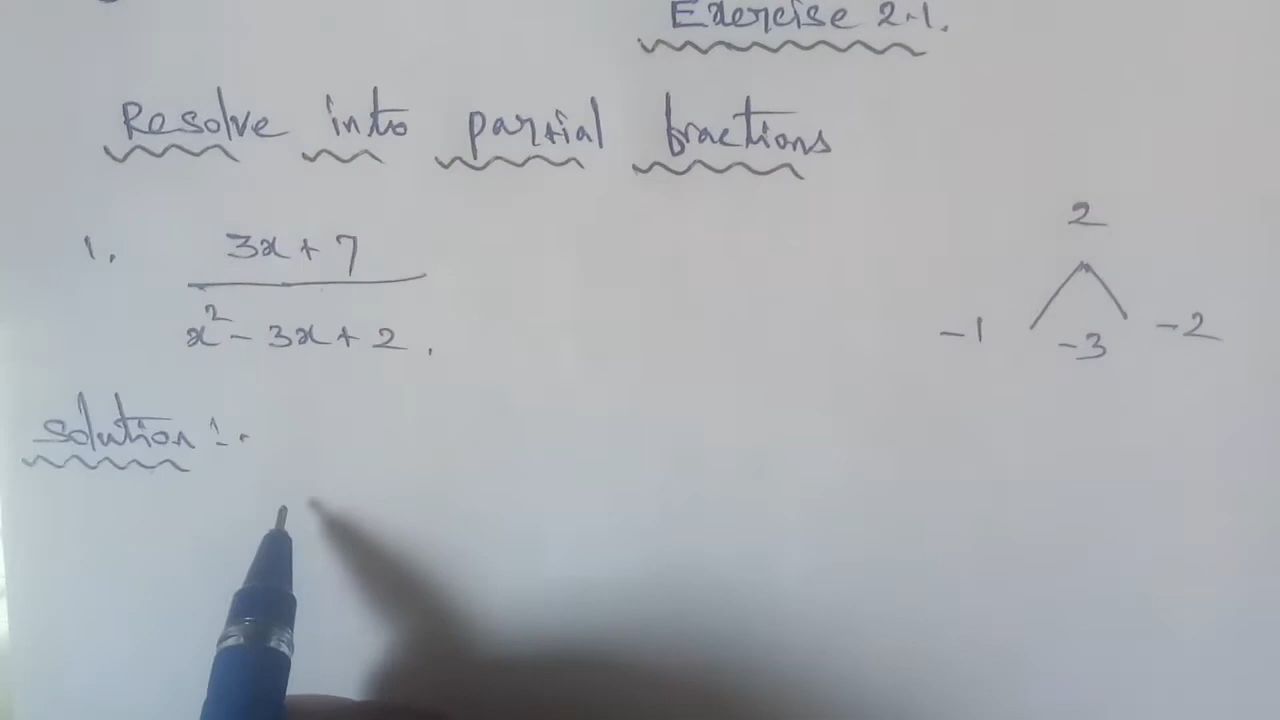 Exercise 2.1.
Resolve into partial fractions
1. 3x + 7
x² - 3x + 2.
2
-1 -3 -2
Solution :-